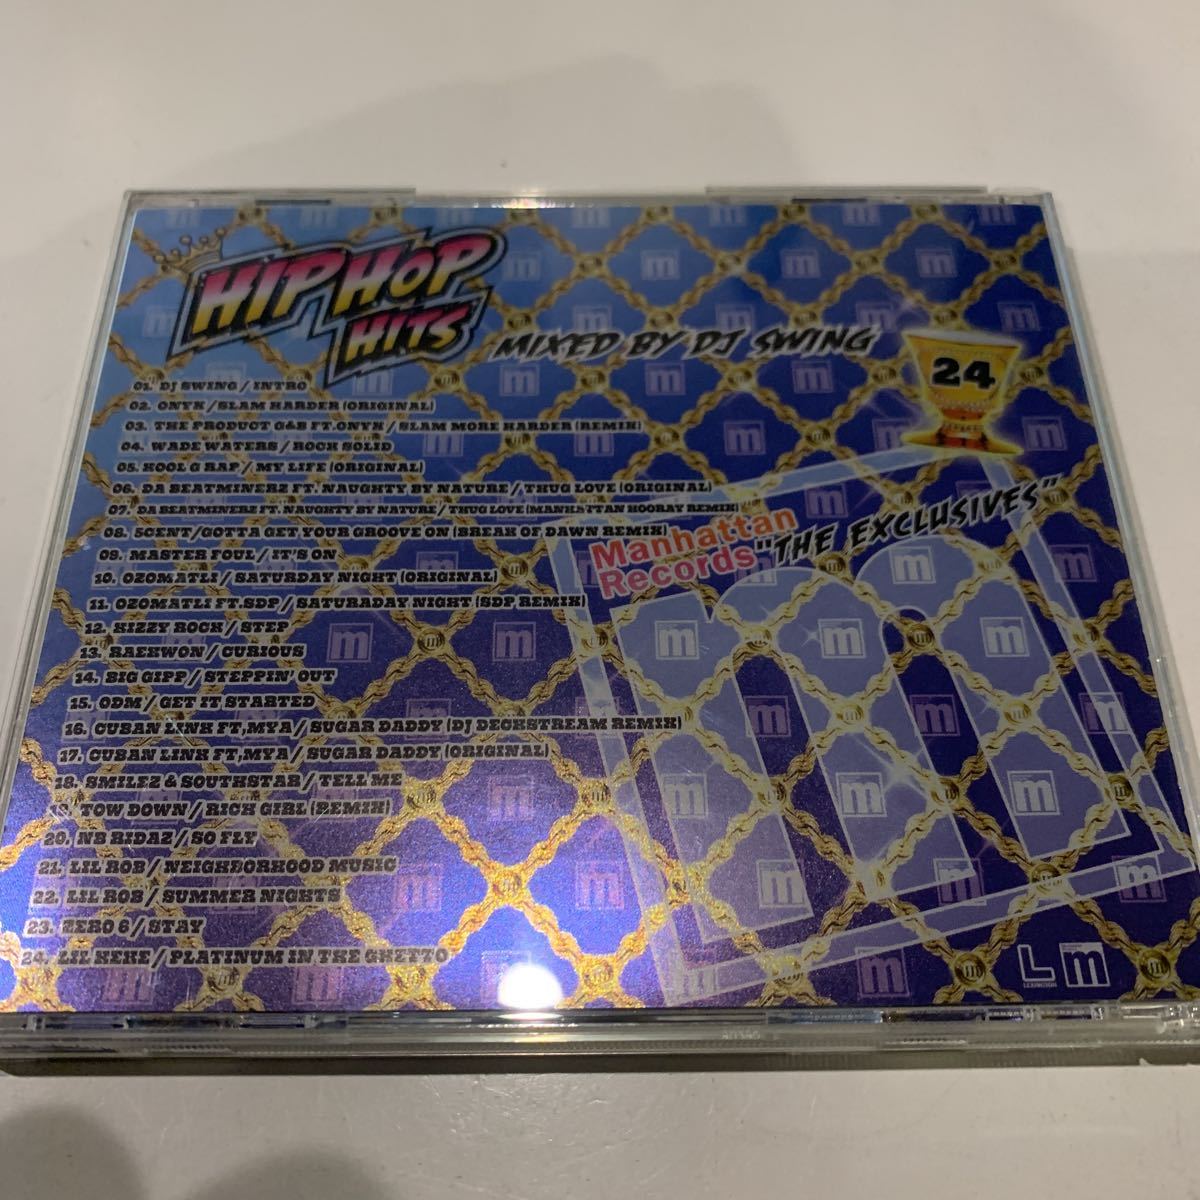 HIP HOP
HITS
MIXED BY DJ SWING
24
01. DJ SWING / INTRO
02. ONYX / SLAM HARDER (ORIGINAL)
03. THE PRODUCT G&B FT.ONYX / SLAM MORE HARDER (REMIX)
04. WADE WATERS / ROCK SOLID
05. KOOL G RAP / MY LIFE (ORIGINAL)
06. DA BEATMINERZ FT. NAUGHTY BY NATURE / THUG LOVE (ORIGINAL)
07. DA BEATMINERZ FT. NAUGHTY BY NATURE / THUG LOVE (MANHATTAN HOORAY REMIX)
08. 5CENTY/GOTTA GET YOUR GROOVE ON (BREAK OF DAWN REMIX)
09. MASTER FOUL / IT'S ON
10. OZOMATLI / SATURDAY NIGHT (ORIGINAL)
11. OZOMATLI FT.SDP / SATURADAY NIGHT (SDP REMIX)
12. KIZZY ROCK / STEP
13. RAEKWON / CURIOUS
14. BIG GIPP / STEPPIN' OUT
15. ODM / GET IT STARTED
16. CUBAN LINK FT,MYA / SUGAR DADDY (DJ DECKSTREAM REMIX)
17. CUBAN LINK FT,MYA / SUGAR DADDY (ORIGINAL)
18. SMILEZ & SOUTHSTAR / TELL ME
19. TOW DOWN / RICH GIRL (REMIX)
20. NB RIDAZ / SO FLY
21. LIL ROB / NEIGHBORHOOD MUSIC
22. LIL ROB / SUMMER NIGHTS
23. ZERO 6 / STAY
24. LIL KEKE / PLATINUM IN THE GHETTO
Manhattan
Records "THE EXCLUSIVES"
m
L
LEXINGTON
m